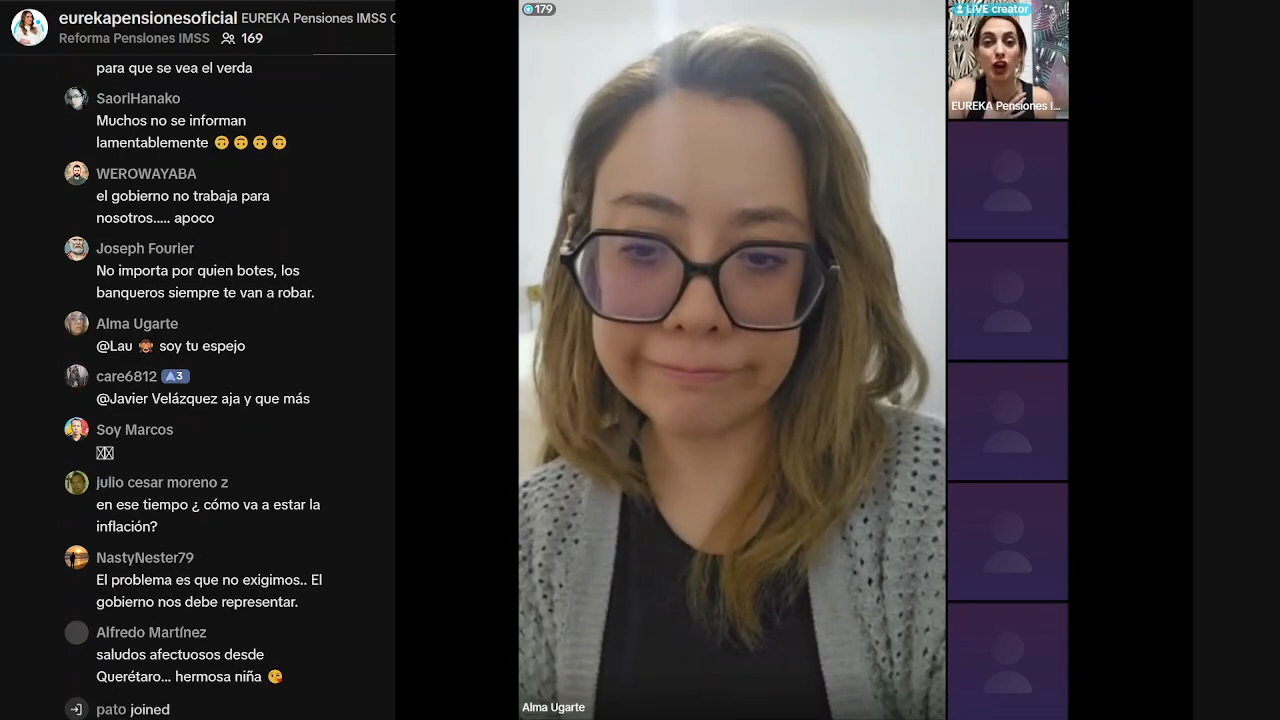 eurekapensionesoficial EUREKA Pensiones IMSS
Reforma Pensiones IMSS 169
para que se vea el verda
SaoriHanako
Muchos no se informan
lamentablemente 🙃 🙃 🙃 🙃
WEROWAYABA
el gobierno no trabaja para
nosotros..... apoco
Joseph Fourier
No importa por quien botes, los
banqueros siempre te van a robar.
Alma Ugarte
@Lau 🙉 soy tu espejo
care6812 3
@Javier Velázquez aja y que más
Soy Marcos
julio cesar moreno z
en ese tiempo ¿ cómo va a estar la
inflación?
NastyNester79
El problema es que no exigimos.. El
gobierno nos debe representar.
Alfredo Martínez
saludos afectuosos desde
Querétaro... hermosa niña 😘
pato joined
179
Alma Ugarte
LIVE creator
EUREKA Pensiones I...